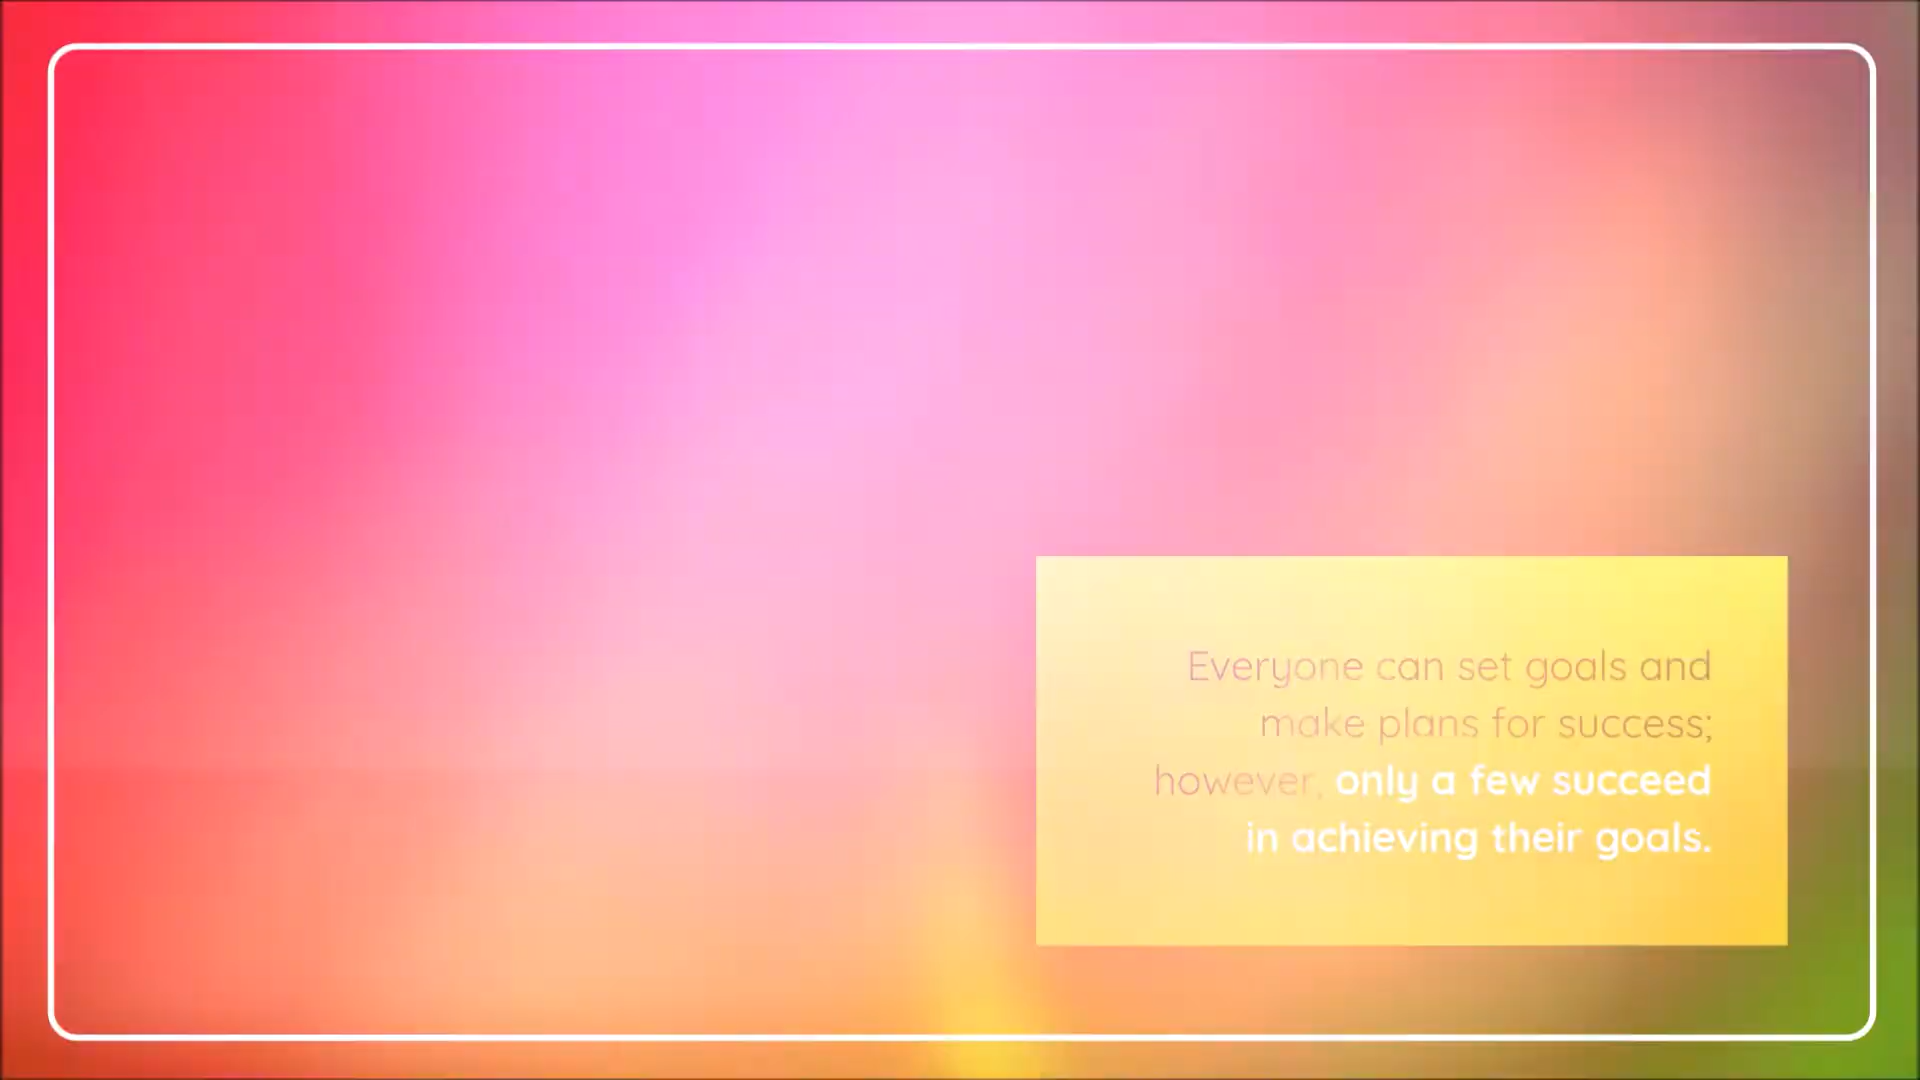 Everyone can set goals and
make plans for success;
however, only a few succeed
in achieving their goals.